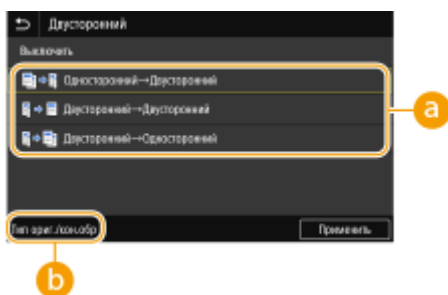 Двусторонний
Выключить
Односторонний→Двусторонний
Двусторонний→Двусторонний
Двусторонний→Односторонний
a
Тип ориг./кон.обр
Применить
b